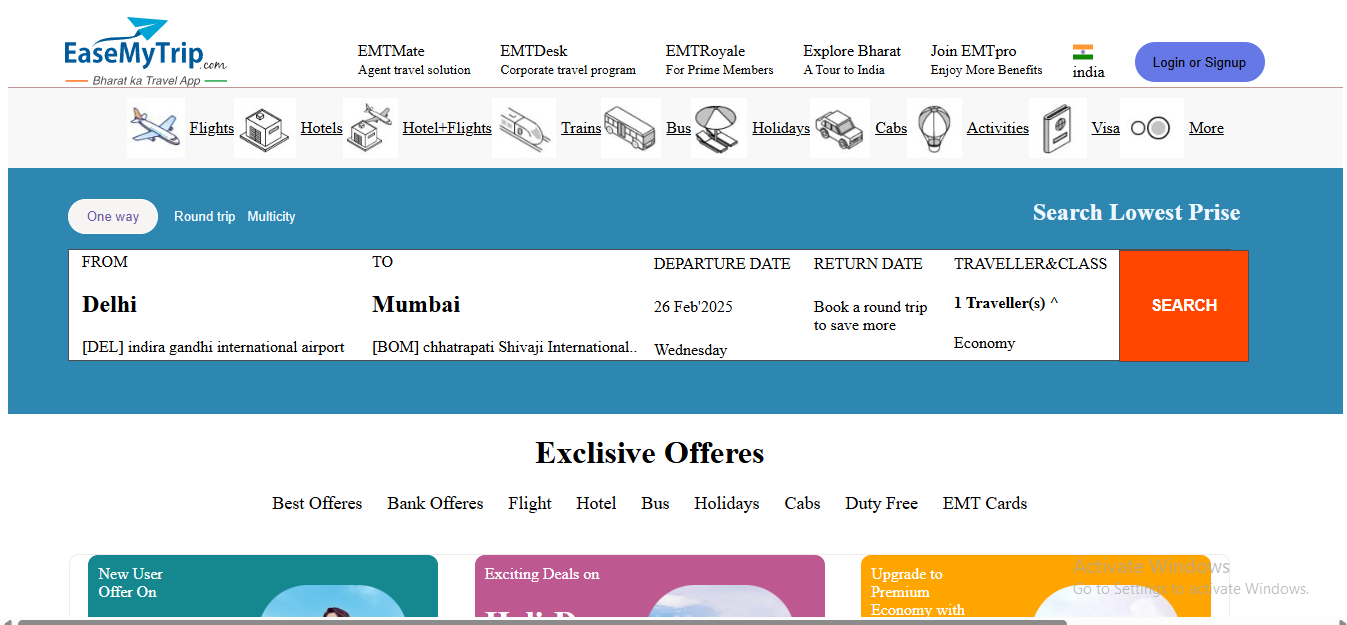 EaseMyTrip.com
Bharat ka Travel App
EMTMate
Agent travel solution
EMTDesk
Corporate travel program
EMTRoyale
For Prime Members
Explore Bharat
A Tour to India
Join EMTpro
Enjoy More Benefits
india
Login or Signup
Flights Hotels Hotel+Flights Trains Bus Holidays Cabs Activities Visa More
One way Round trip Multicity
Search Lowest Prise
FROM
Delhi
[DEL] indira gandhi international airport
TO
Mumbai
[BOM] chhatrapati Shivaji International..
DEPARTURE DATE
26 Feb'2025
Wednesday
RETURN DATE
Book a round trip
to save more
TRAVELLER&CLASS
1 Traveller(s) ^
Economy
SEARCH
Exclisive Offeres
Best Offeres Bank Offeres Flight Hotel Bus Holidays Cabs Duty Free EMT Cards
New User
Offer On
Exciting Deals on
Upgrade to
Premium
Economy with
Activate Windows
Go to Settings to activate Windows.